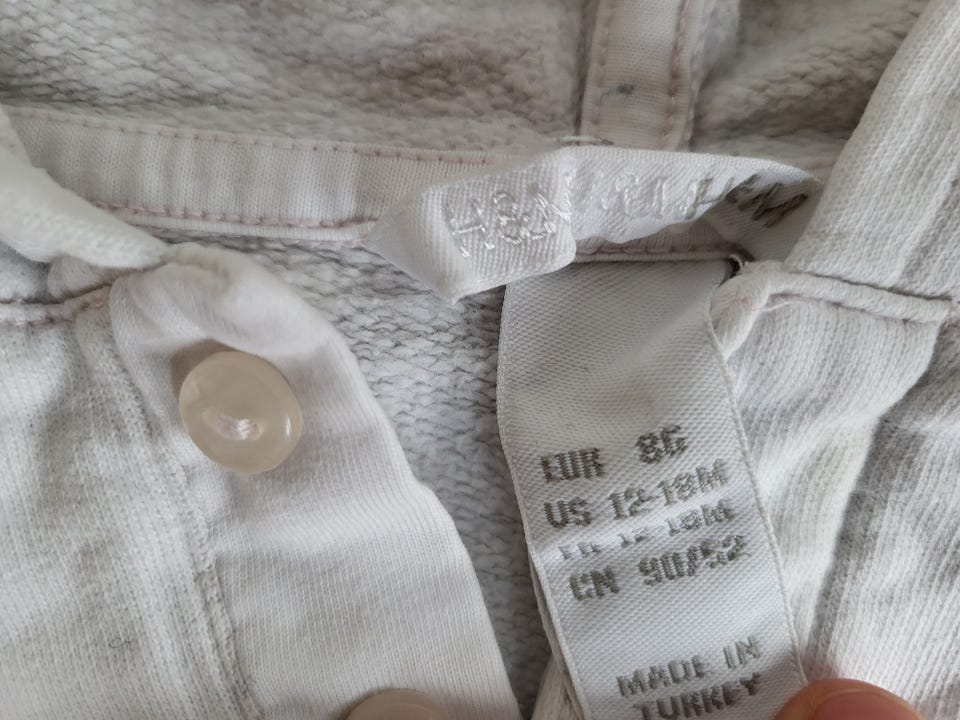 H&M
EUR 86
US 12-18M
CN 90/52
MADE IN
TURKEY